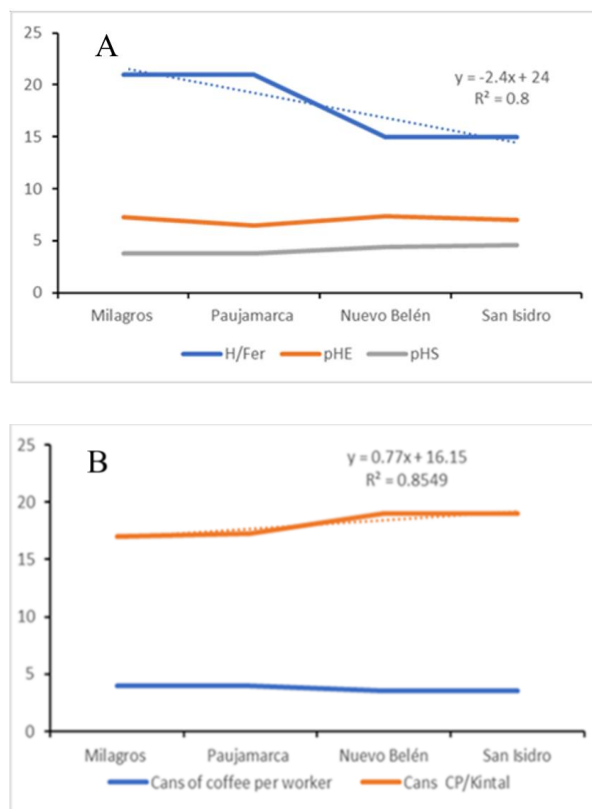 A
y = -2.4x + 24
R² = 0.8
25
20
15
10
5
0
Milagros Paujamarca Nuevo Belén San Isidro
H/Fer pHE pHS
B
y = 0.77x + 16.15
R² = 0.8549
25
20
15
10
5
0
Milagros Paujamarca Nuevo Belén San Isidro
Cans of coffee per worker Cans CP/Kintal